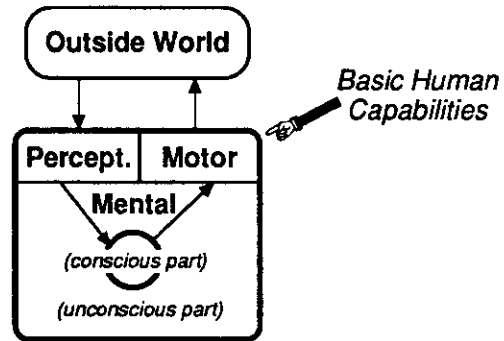 Outside World
Basic Human
Capabilities
Percept.
Motor
Mental
(conscious part)
(unconscious part)